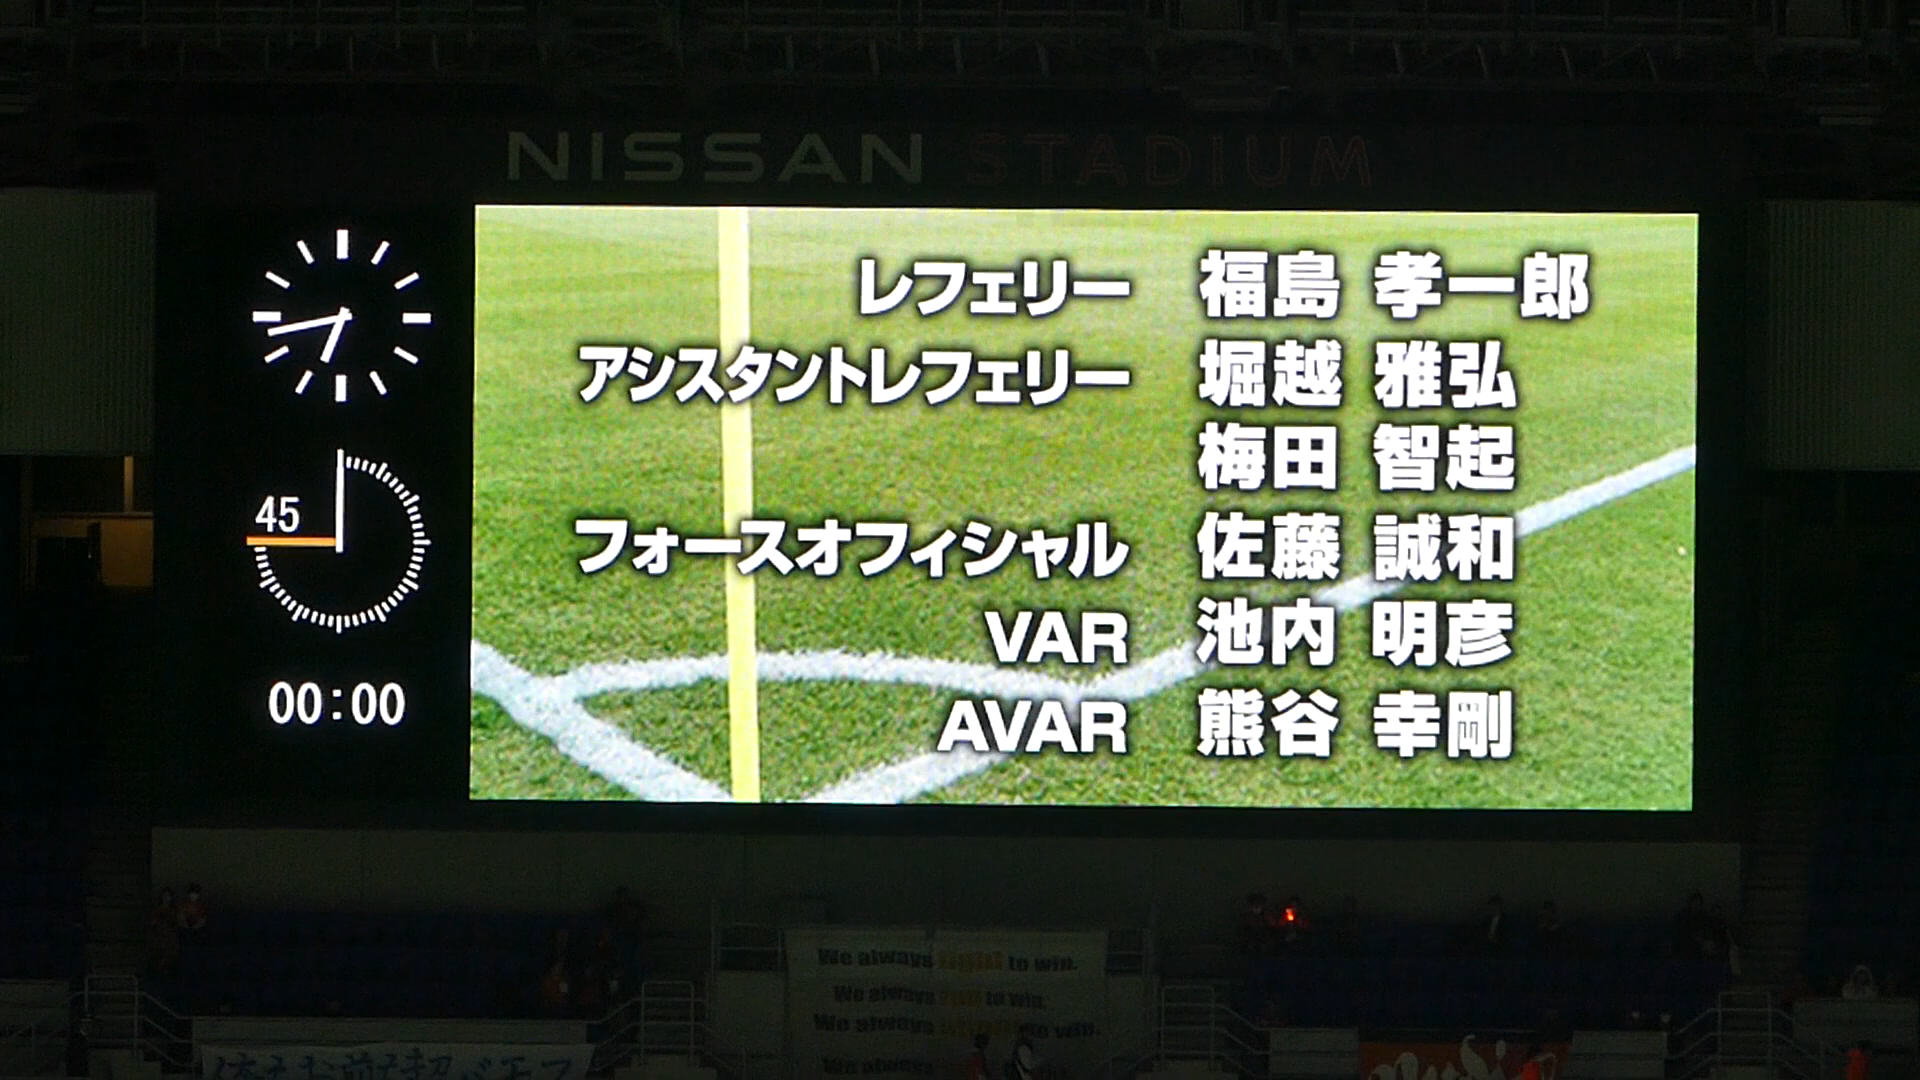 NISSAN STADIUM
レフェリー 福島 孝一郎
アシスタントレフェリー 堀越 雅弘
梅田 智起
フォースオフィシャル 佐藤 誠和
VAR 池内 明彦
AVAR 熊谷 幸剛
45
00:00
We always fight to win.
We always to win.
We always to win.
We always